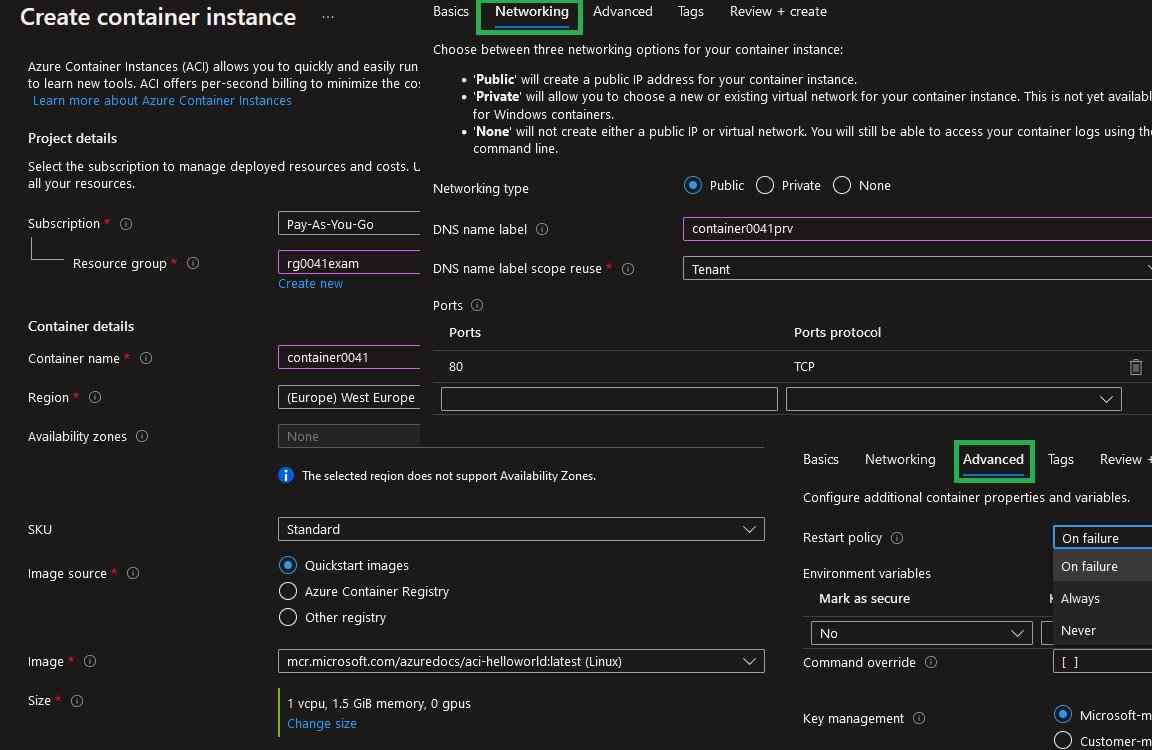 Create container instance ...
Azure Container Instances (ACI) allows you to quickly and easily run
to learn new tools. ACI offers per-second billing to minimize the co
Learn more about Azure Container Instances
Project details
Select the subscription to manage deployed resources and costs. U
all your resources.
Subscription *
Pay-As-You-Go
Resource group *
rg0041exam
Create new
Container details
Container name *
container0041
Region *
(Europe) West Europe
Availability zones
None
The selected region does not support Availability Zones.
SKU
Standard
Image source *
Quickstart images
Azure Container Registry
Other registry
Image *
mcr.microsoft.com/azuredocs/aci-helloworld:latest (Linux)
Size *
1 vcpu, 1.5 GiB memory, 0 gpus
Change size
Basics Networking Advanced Tags Review + create
Choose between three networking options for your container instance:
• 'Public' will create a public IP address for your container instance.
• 'Private' will allow you to choose a new or existing virtual network for your container instance. This is not yet availabl
for Windows containers.
• 'None' will not create either a public IP or virtual network. You will still be able to access your container logs using the
command line.
Networking type
Public Private None
DNS name label
container0041prv
DNS name label scope reuse *
Tenant
Ports
Ports Ports protocol
80 TCP
Basics Networking Advanced Tags Review +
Configure additional container properties and variables.
Restart policy
On failure
On failure
Always
Never
Environment variables
Mark as secure
No
Command override
[ ]
Key management
Microsoft-m
Customer-m